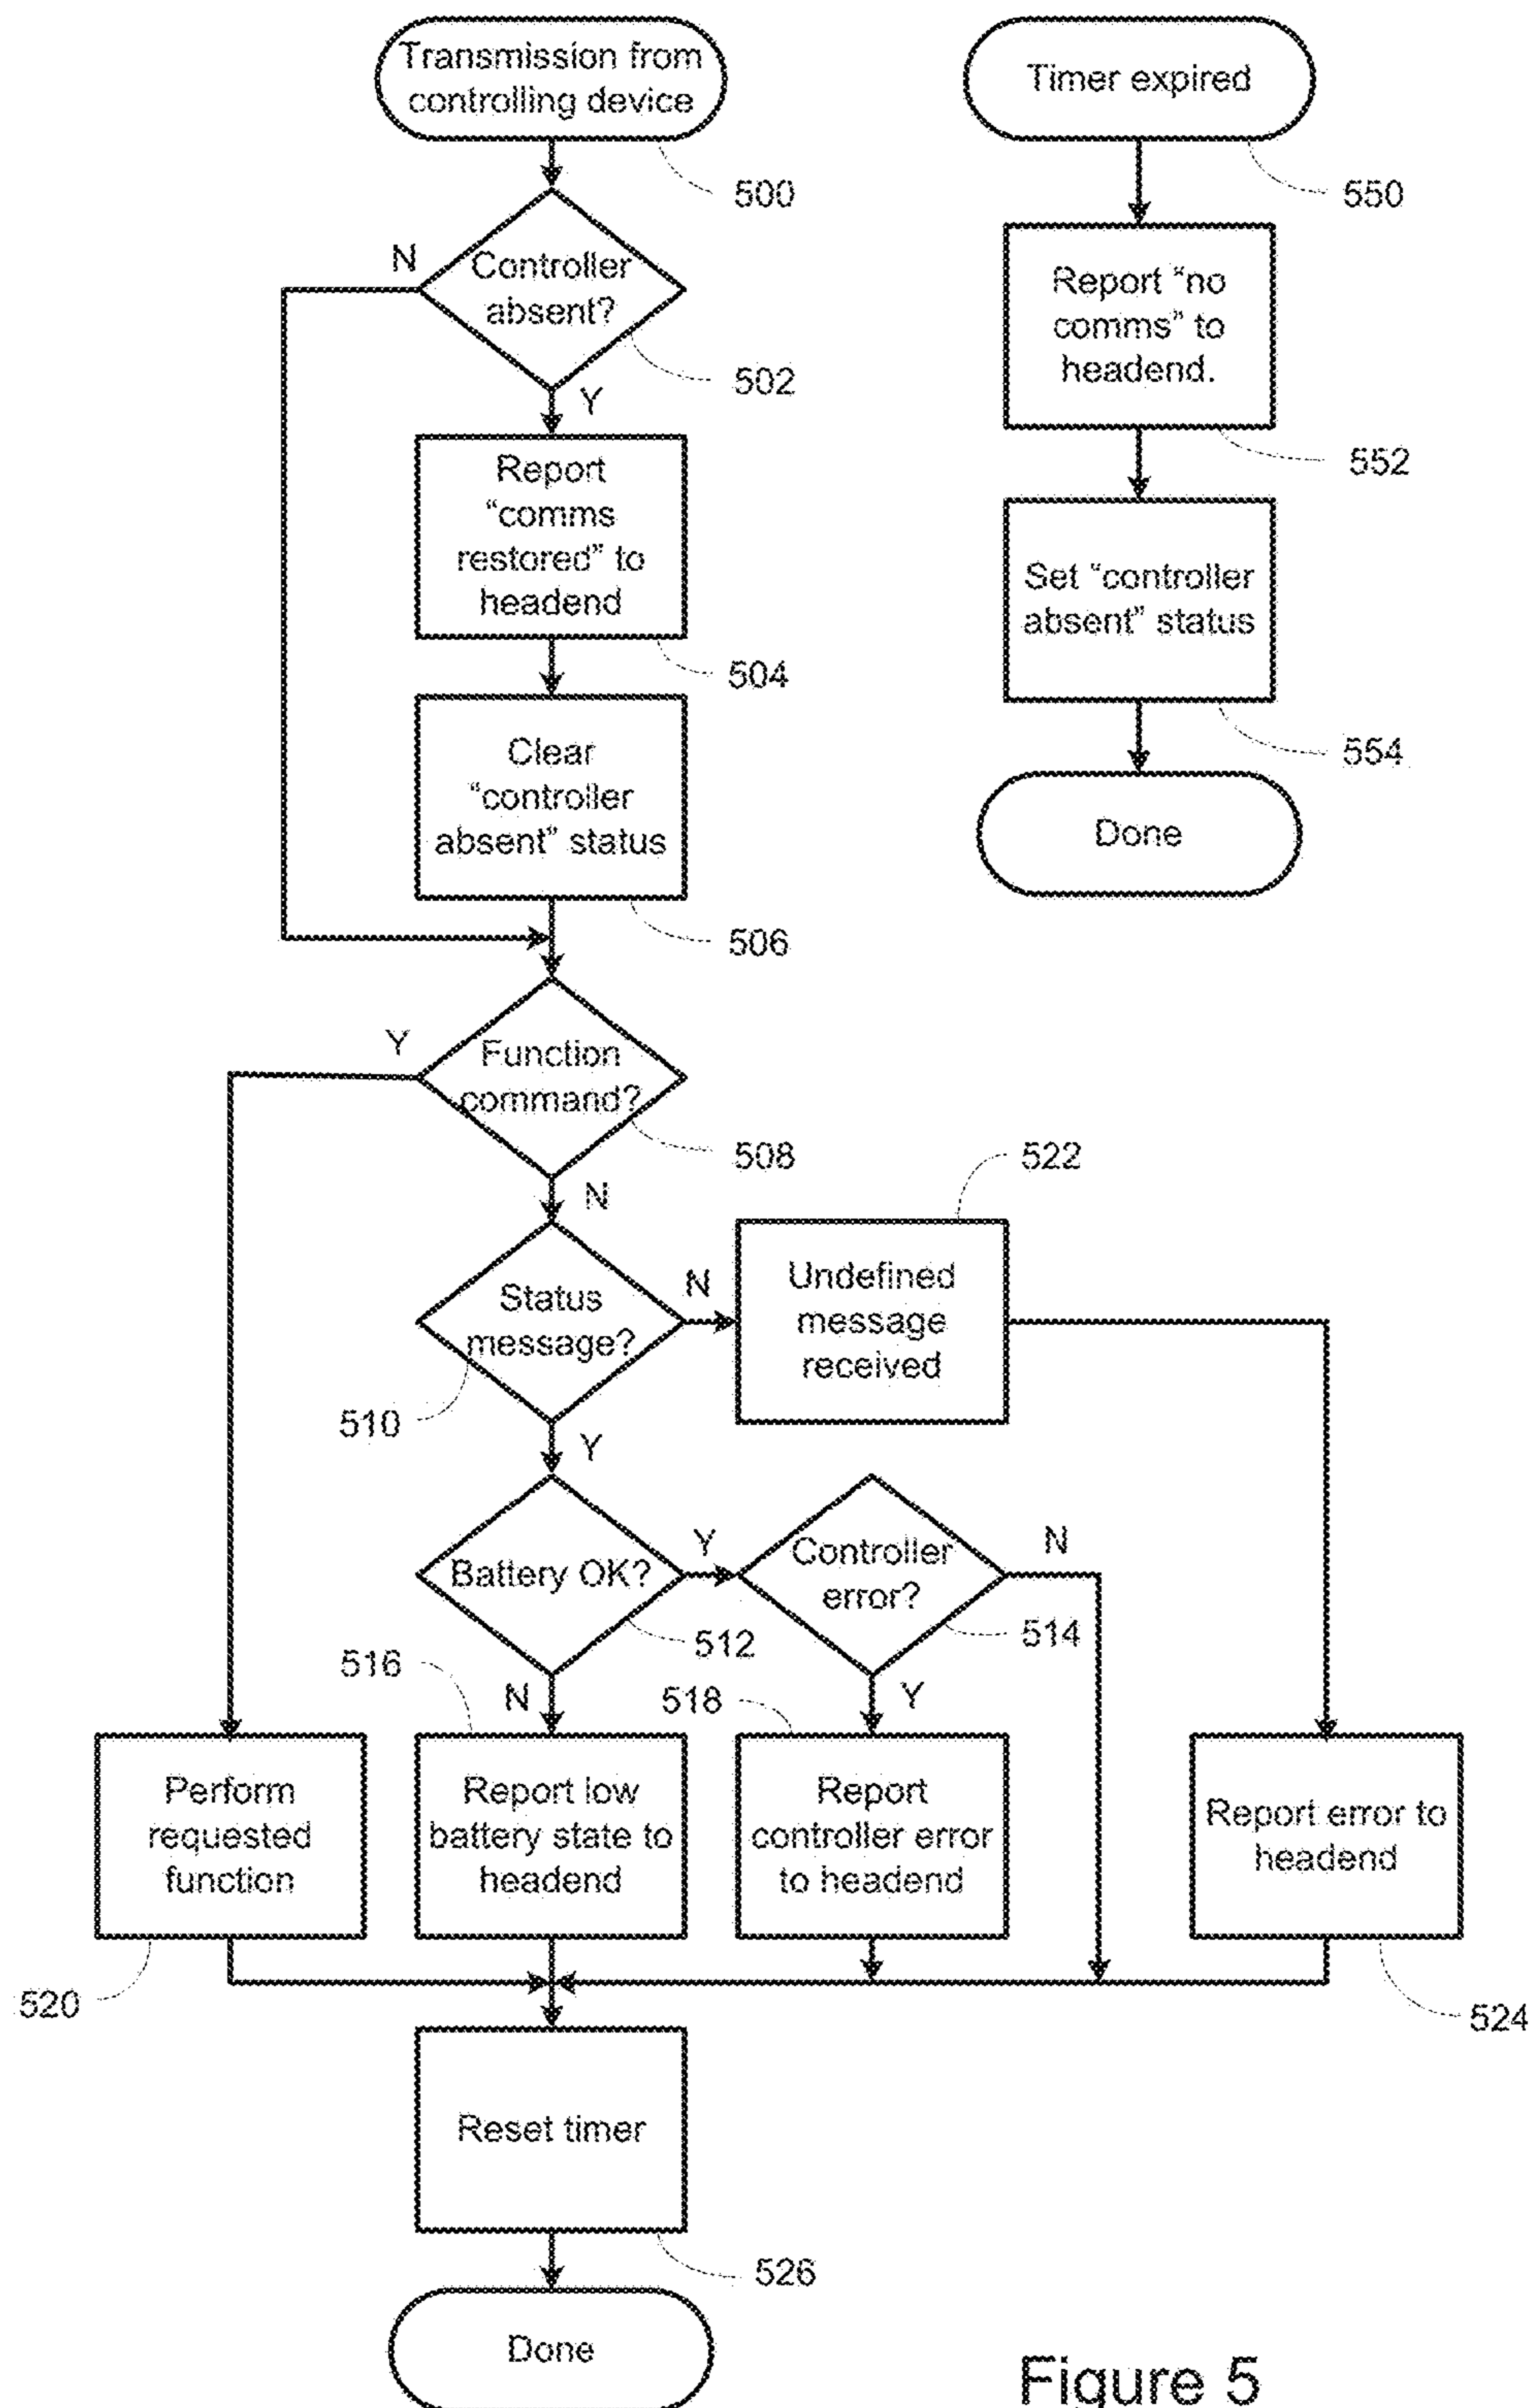 Transmission from
controlling device
500
N
Controller
absent?
502
Y
Report
“comms
restored” to
headend
504
Clear
“controller
absent” status
506
Y
Function
command?
508
N
Status
message?
510
N
522
Undefined
message
received
Y
Battery OK?
512
Y
Controller
error?
514
N
516
N
518
Y
Perform
requested
function
520
Report low
battery state to
headend
Report
controller error
to headend
Report error to
headend
524
Reset timer
526
Done
Timer expired
550
Report “no
comms” to
headend.
552
Set “controller
absent” status
554
Done
Figure 5